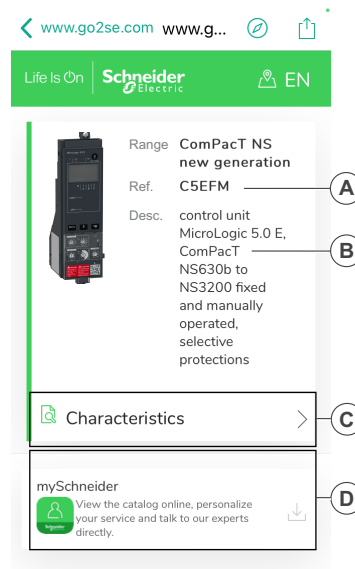 www.go2se.com www.g...
Life Is On Schneider Electric EN
Range ComPacT NS
new generation
Ref. C5EFM
A
Desc. control unit
MicroLogic 5.0 E,
ComPacT
B
NS630b to
NS3200 fixed
and manually
operated,
selective
protections
Characteristics
C
mySchneider
View the catalog online, personalize
your service and talk to our experts
directly.
D